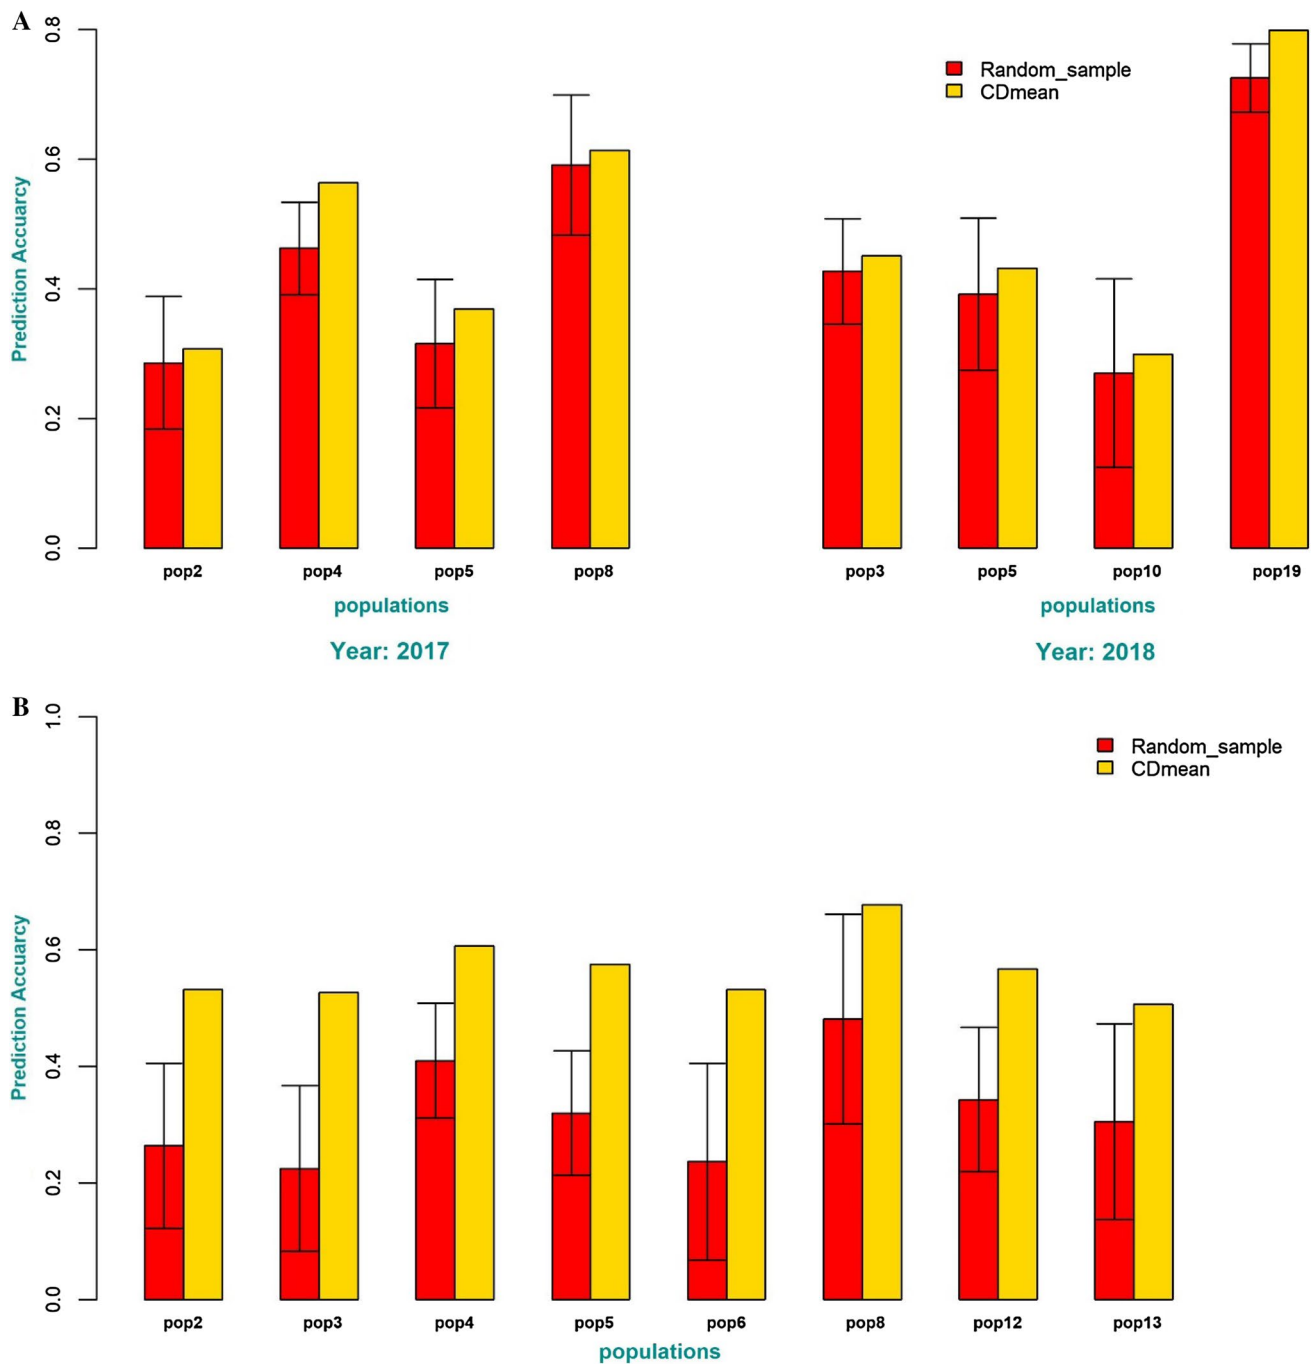 A
0.8
0.6
0.4
0.2
0.0
Prediction Accuarcy
Random_sample
CDmean
pop2 pop4 pop5 pop8
populations
Year: 2017
pop3 pop5 pop10 pop19
populations
Year: 2018
B
1.0
0.8
0.6
0.4
0.2
0.0
Prediction Accuarcy
Random_sample
CDmean
pop2 pop3 pop4 pop5 pop6 pop8 pop12 pop13
populations